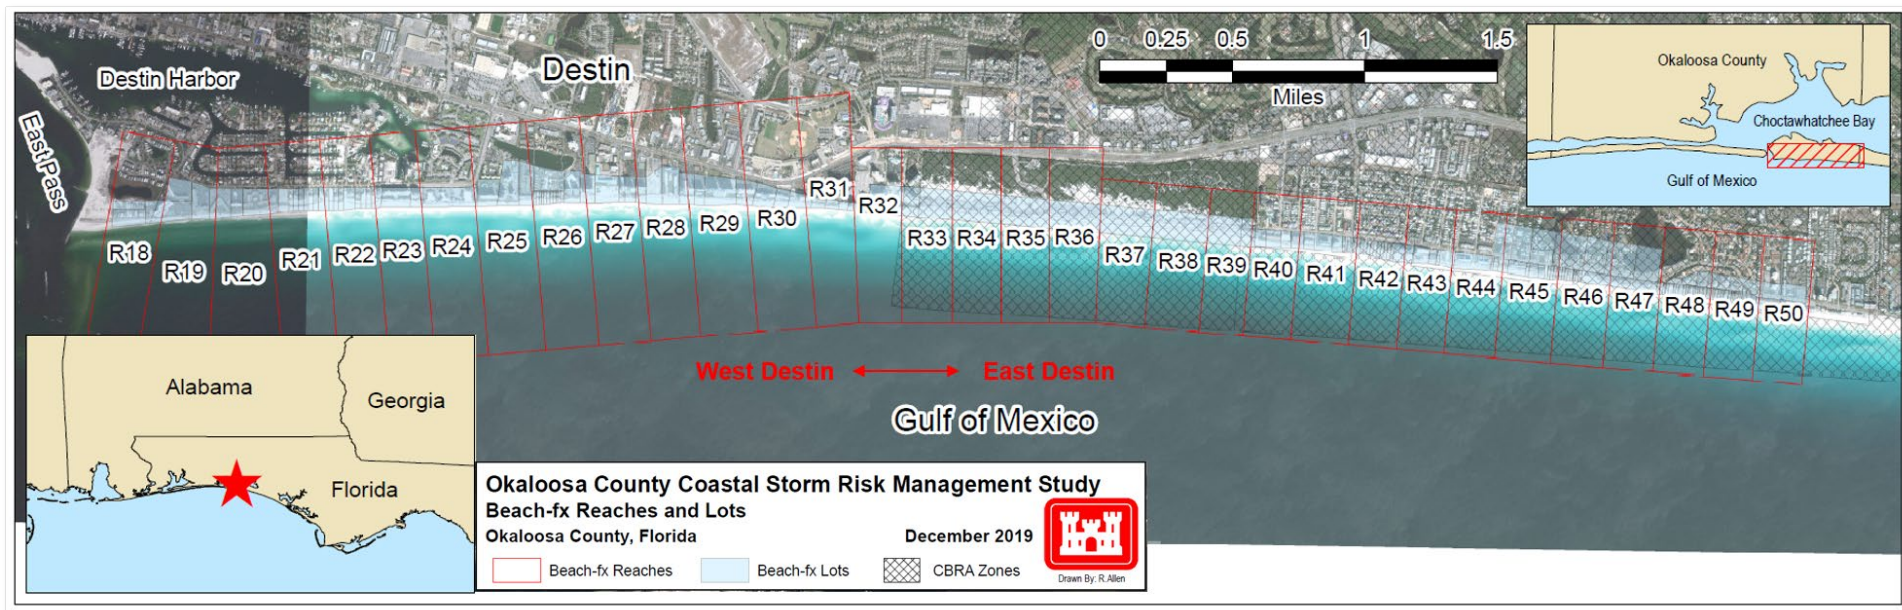 Destin Harbor
Destin
East Pass
0 0.25 0.5 1 1.5
Miles
Okaloosa County
Choctawhatchee Bay
Gulf of Mexico
R18
R19
R20
R21
R22
R23
R24
R25
R26
R27
R28
R29
R30
R31
R32
R33
R34
R35
R36
R37
R38
R39
R40
R41
R42
R43
R44
R45
R46
R47
R48
R49
R50
West Destin
East Destin
Gulf of Mexico
Alabama
Georgia
Florida
Okaloosa County Coastal Storm Risk Management Study
Beach-fx Reaches and Lots
Okaloosa County, Florida December 2019
Beach-fx Reaches Beach-fx Lots CBRA Zones
Drawn By: R.Allen